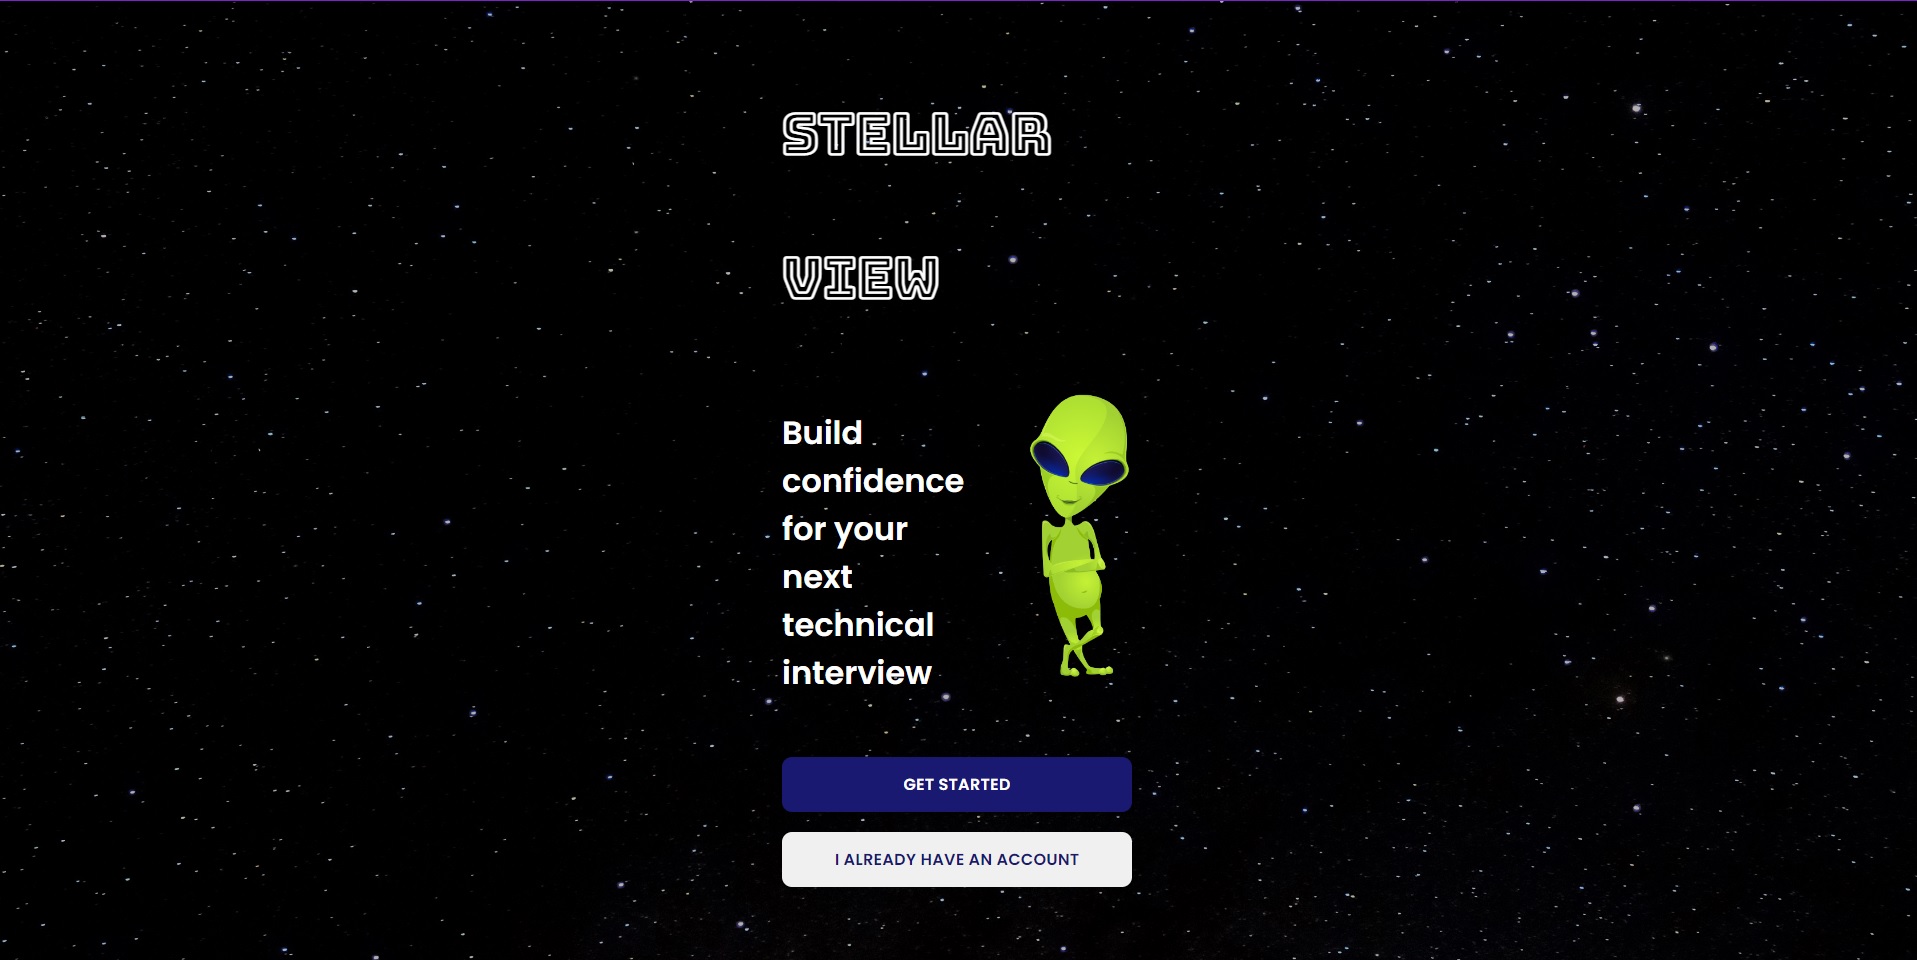 STELLAR
VIEW
Build
confidence
for your
next
technical
interview
GET STARTED
I ALREADY HAVE AN ACCOUNT